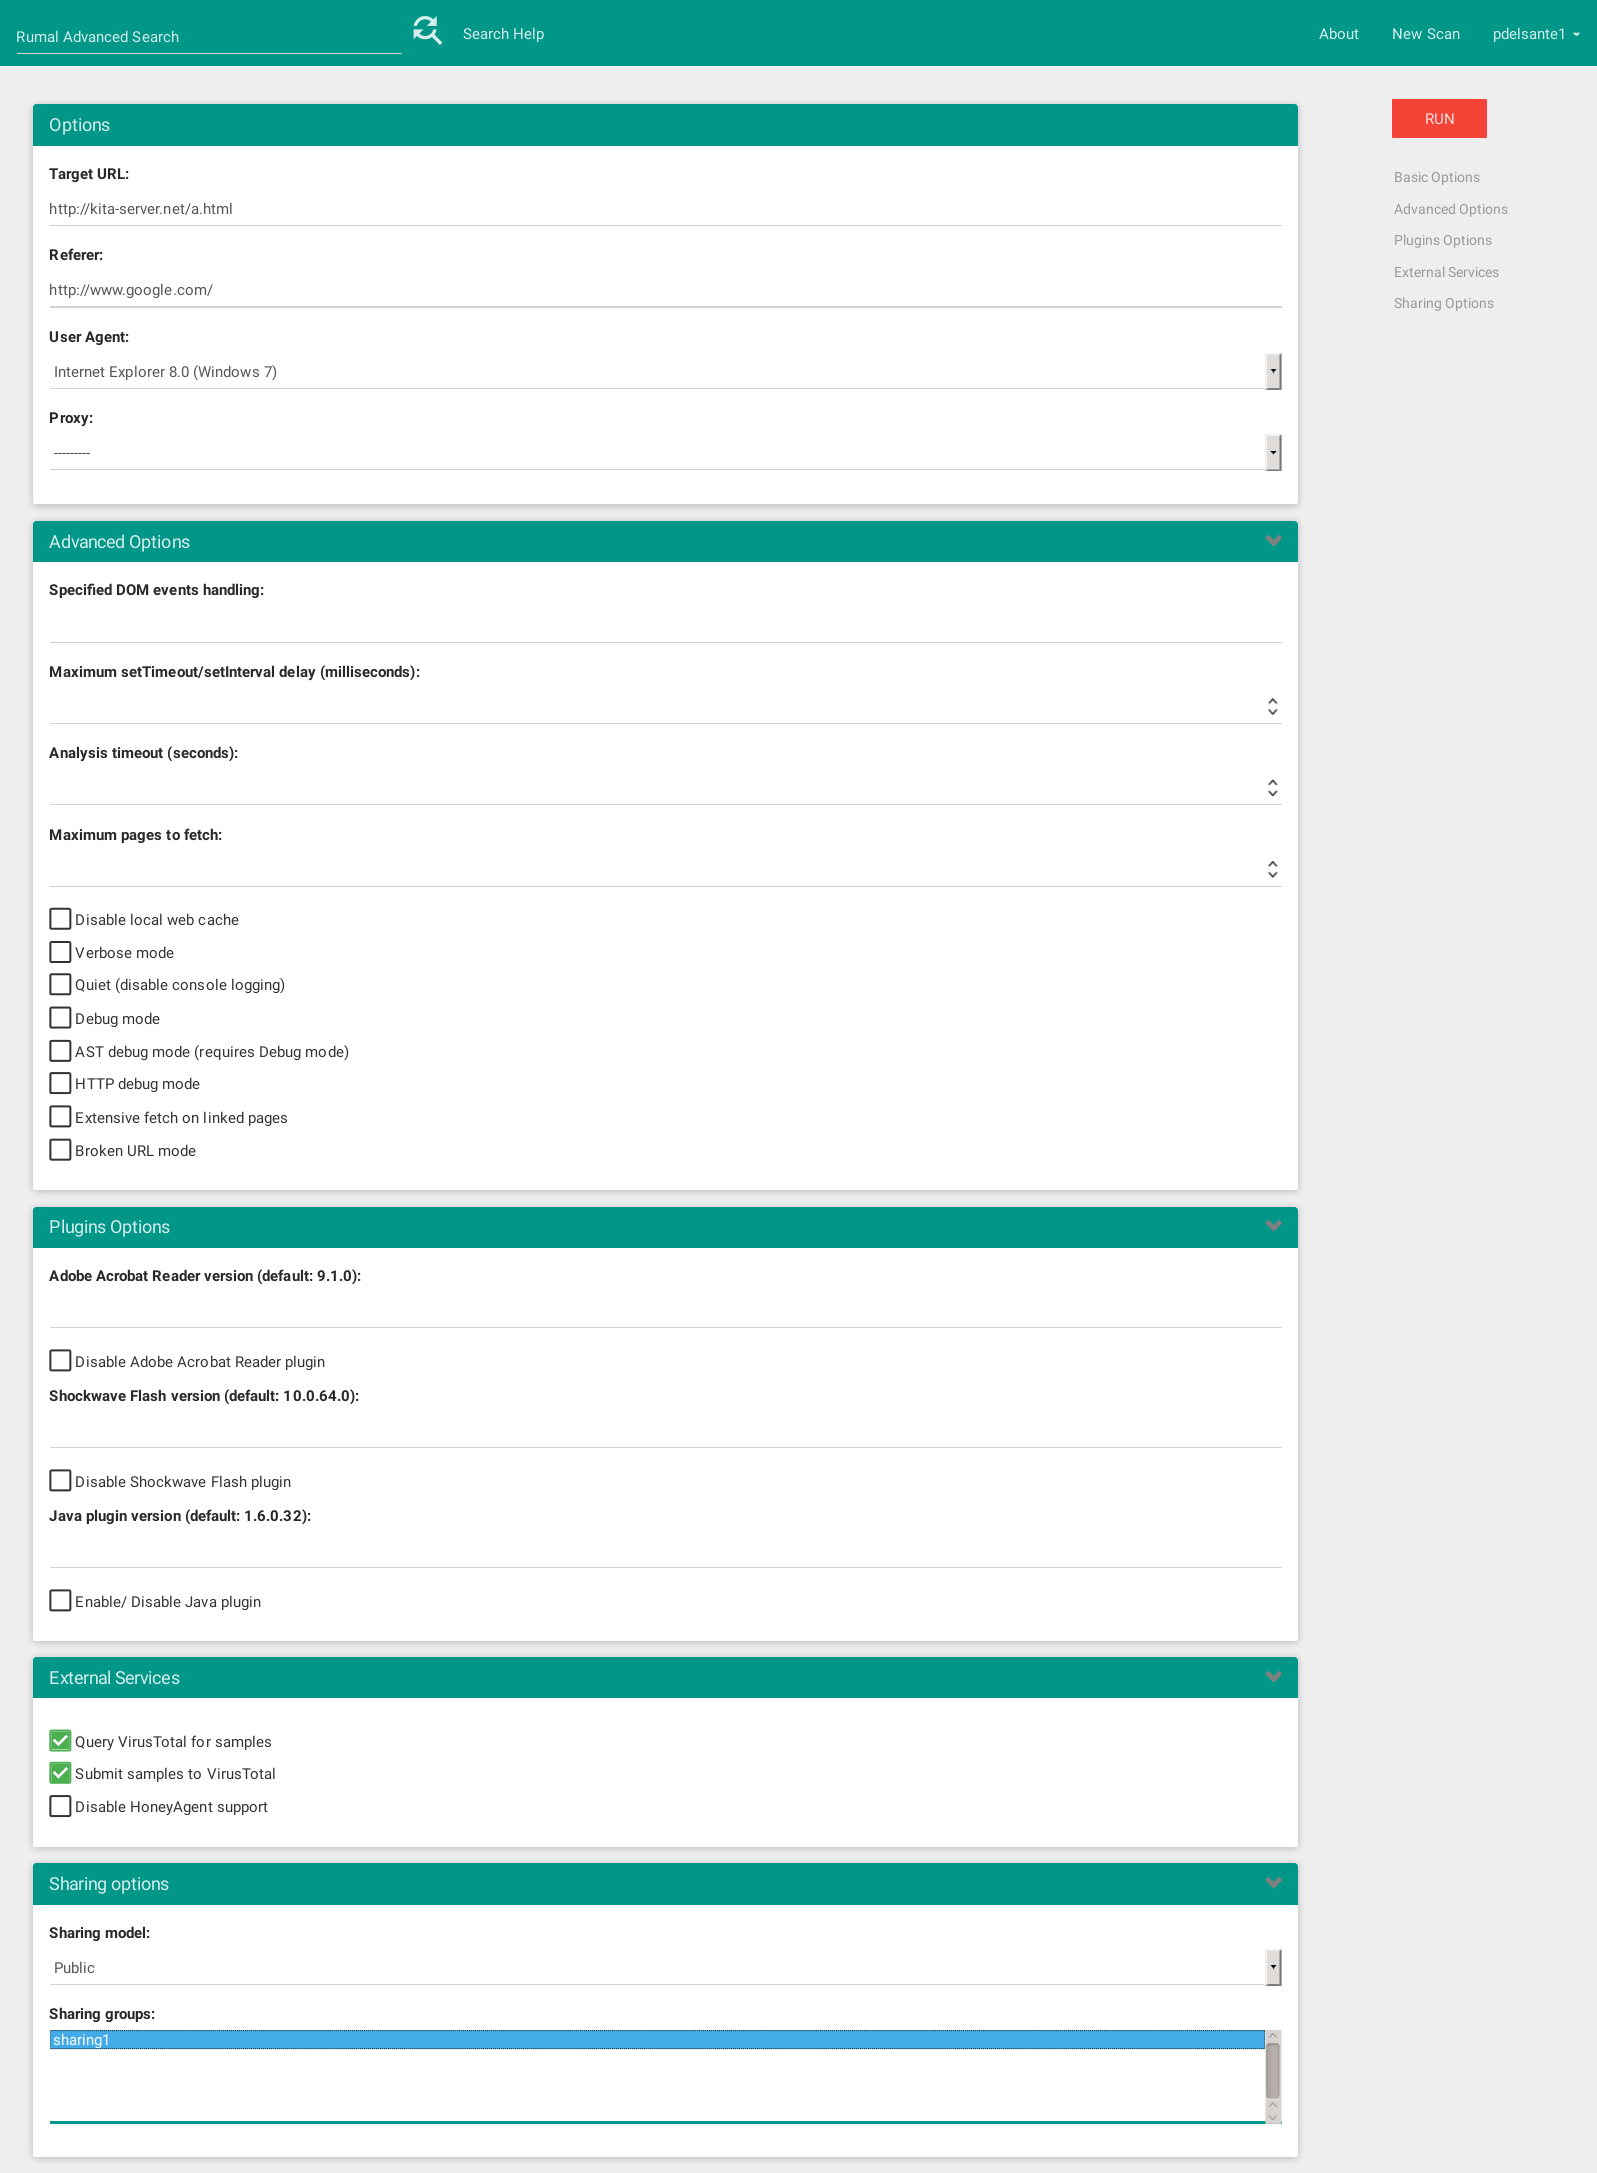 Rumal Advanced Search
Search Help
About
New Scan
pdelsante1
Options
RUN
Target URL:
http://kita-server.net/a.html
Referer:
http://www.google.com/
User Agent:
Internet Explorer 8.0 (Windows 7)
Proxy:
---------
Basic Options
Advanced Options
Plugins Options
External Services
Sharing Options
Advanced Options
Specified DOM events handling:
Maximum setTimeout/setInterval delay (milliseconds):
Analysis timeout (seconds):
Maximum pages to fetch:
Disable local web cache
Verbose mode
Quiet (disable console logging)
Debug mode
AST debug mode (requires Debug mode)
HTTP debug mode
Extensive fetch on linked pages
Broken URL mode
Plugins Options
Adobe Acrobat Reader version (default: 9.1.0):
Disable Adobe Acrobat Reader plugin
Shockwave Flash version (default: 10.0.64.0):
Disable Shockwave Flash plugin
Java plugin version (default: 1.6.0.32):
Enable/ Disable Java plugin
External Services
Query VirusTotal for samples
Submit samples to VirusTotal
Disable HoneyAgent support
Sharing options
Sharing model:
Public
Sharing groups:
sharing1